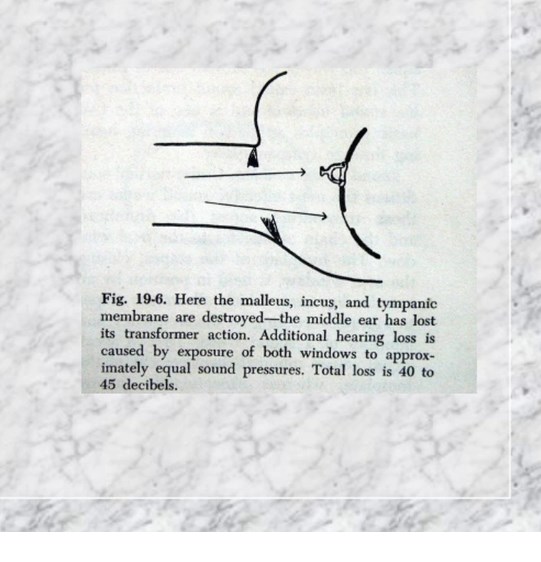 Fig. 19-6. Here the malleus, incus, and tympanic
membrane are destroyed—the middle ear has lost
its transformer action. Additional hearing loss is
caused by exposure of both windows to approx-
imately equal sound pressures. Total loss is 40 to
45 decibels.